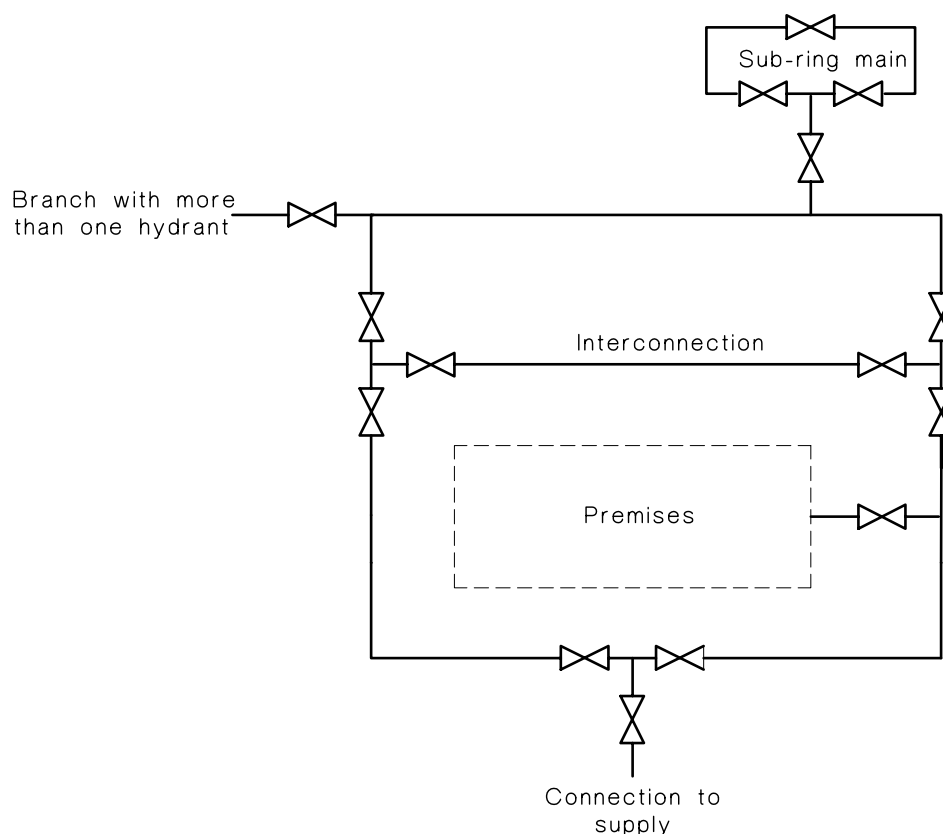 Sub-ring main
Branch with more
than one hydrant
Interconnection
Premises
Connection to
supply